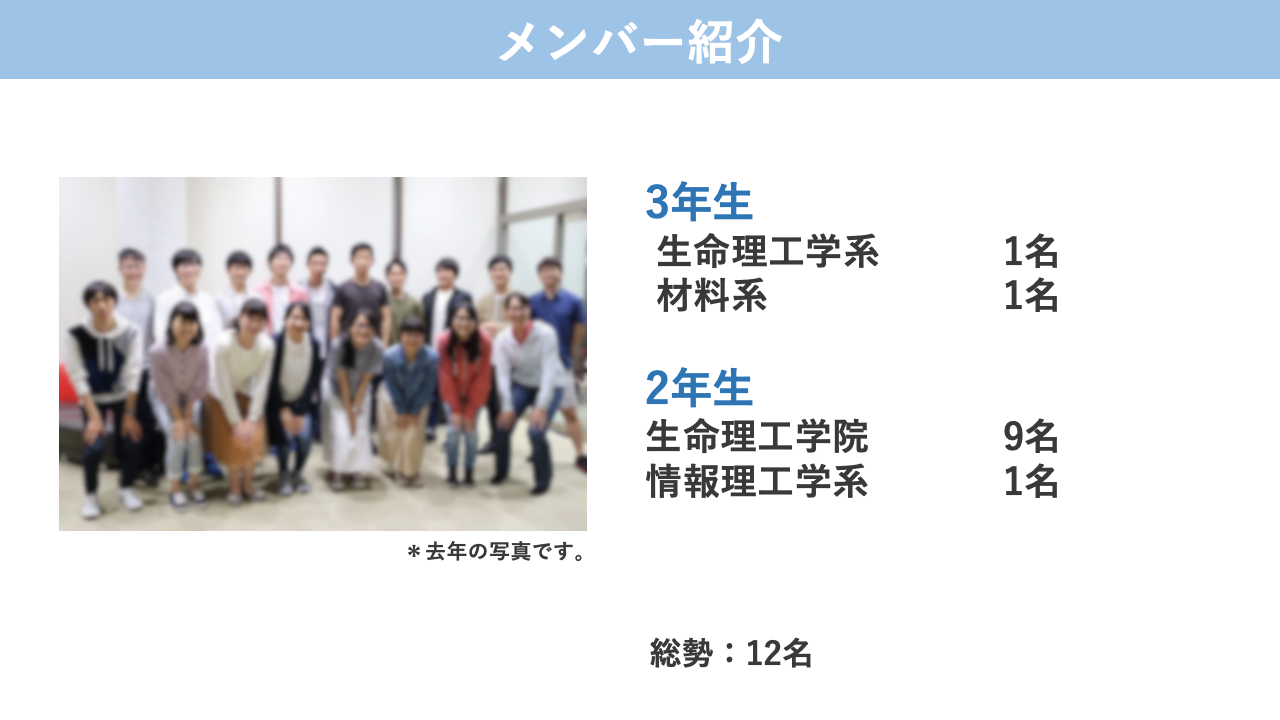 メンバー紹介
3年生
生命理工学系 1名
材料系 1名
2年生
生命理工学院 9名
情報理工学系 1名
＊去年の写真です。
総勢：12名